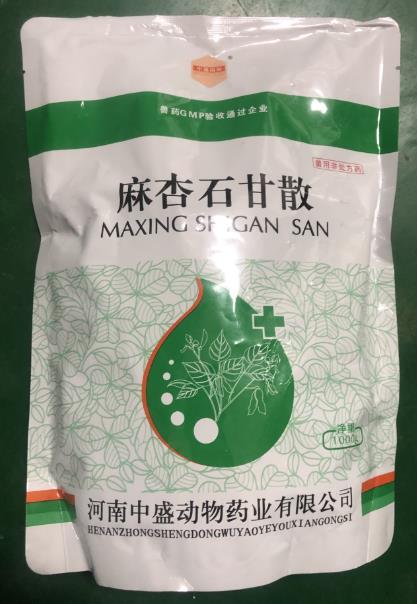 兽药GMP验收通过企业
兽用非处方药
麻杏石甘散
MAXING SHIGAN SAN
净重
1000g
河南中盛动物药业有限公司
HENANZHONGSHENGDONGWUYAOYEYOUXIANGONGSI